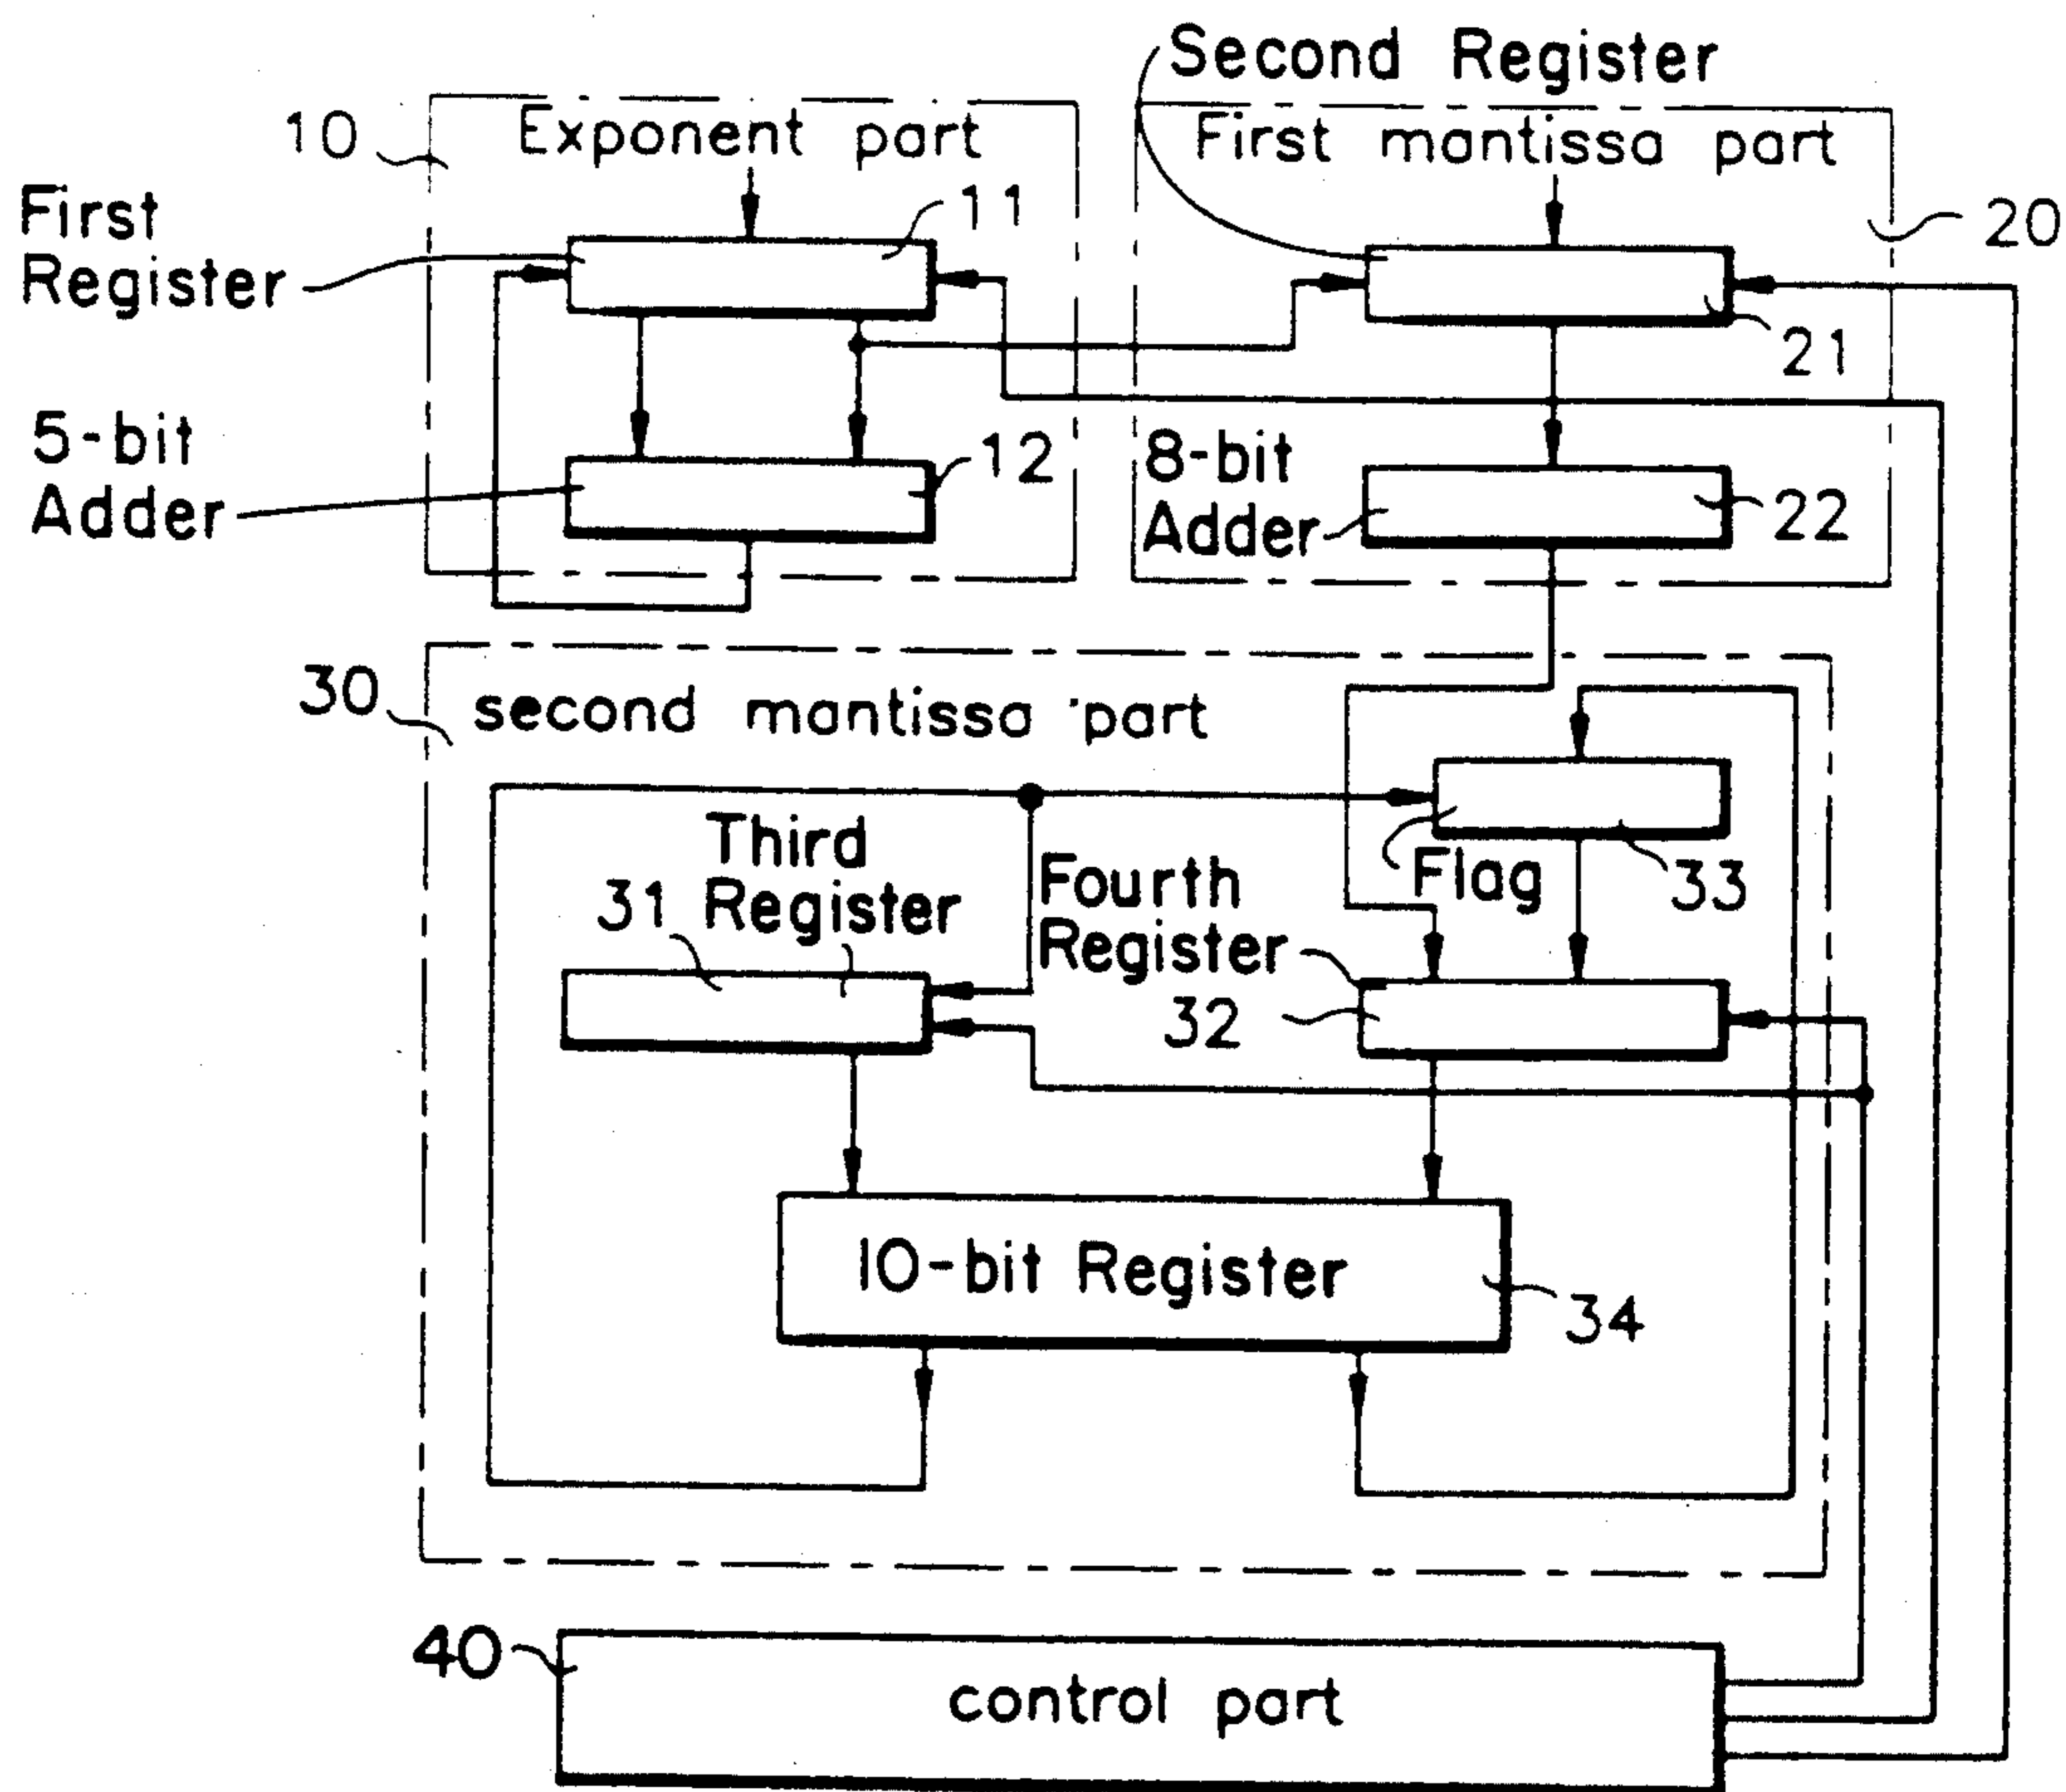 Second Register
10
Exponent part
First mantissa part
First
Register
11
20
21
5-bit
Adder
12
8-bit
Adder
22
30
second mantissa part
Third
31 Register
Fourth
Register
32
Flag
33
10-bit Register
34
40
control part